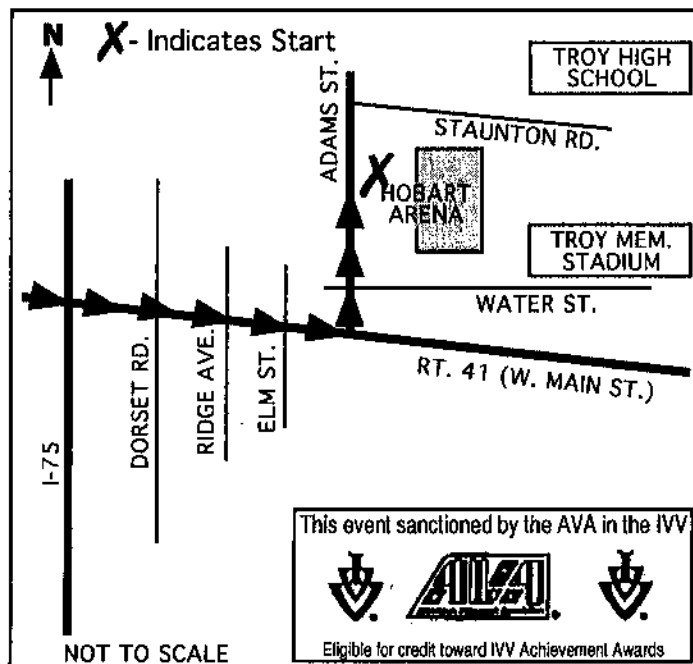 N
X - Indicates Start
TROY HIGH
SCHOOL
ADAMS ST.
STAUNTON RD.
X
HOBART
ARENA
TROY MEM.
STADIUM
WATER ST.
RT. 41 (W. MAIN ST.)
I-75
DORSET RD.
RIDGE AVE.
ELM ST.
NOT TO SCALE
This event sanctioned by the AVA in the IVV
AVA
Eligible for credit toward IVV Achievement Awards